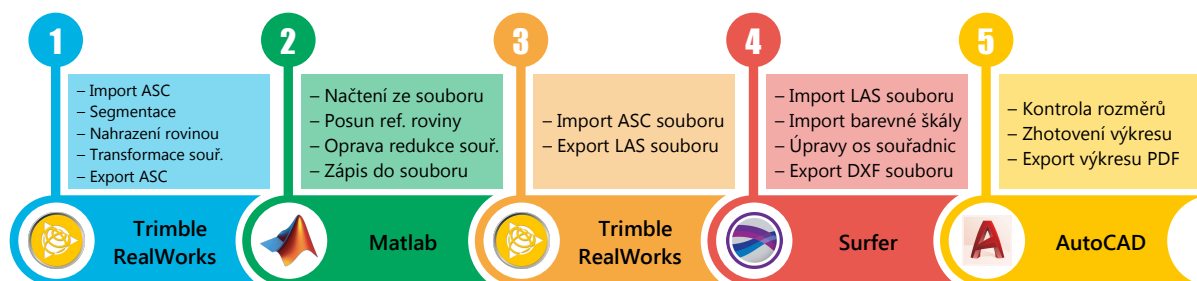 1
– Import ASC
– Segmentace
– Nahrazení rovinou
– Transformace souř.
– Export ASC
Trimble
RealWorks
2
– Načtení ze souboru
– Posun ref. roviny
– Oprava redukce souř.
– Zápis do souboru
Matlab
3
– Import ASC souboru
– Export LAS souboru
Trimble
RealWorks
4
– Import LAS souboru
– Import barevné škály
– Úpravy os souřadnic
– Export DXF souboru
Surfer
5
– Kontrola rozměrů
– Zhotovení výkresu
– Export výkresu PDF
A
AutoCAD